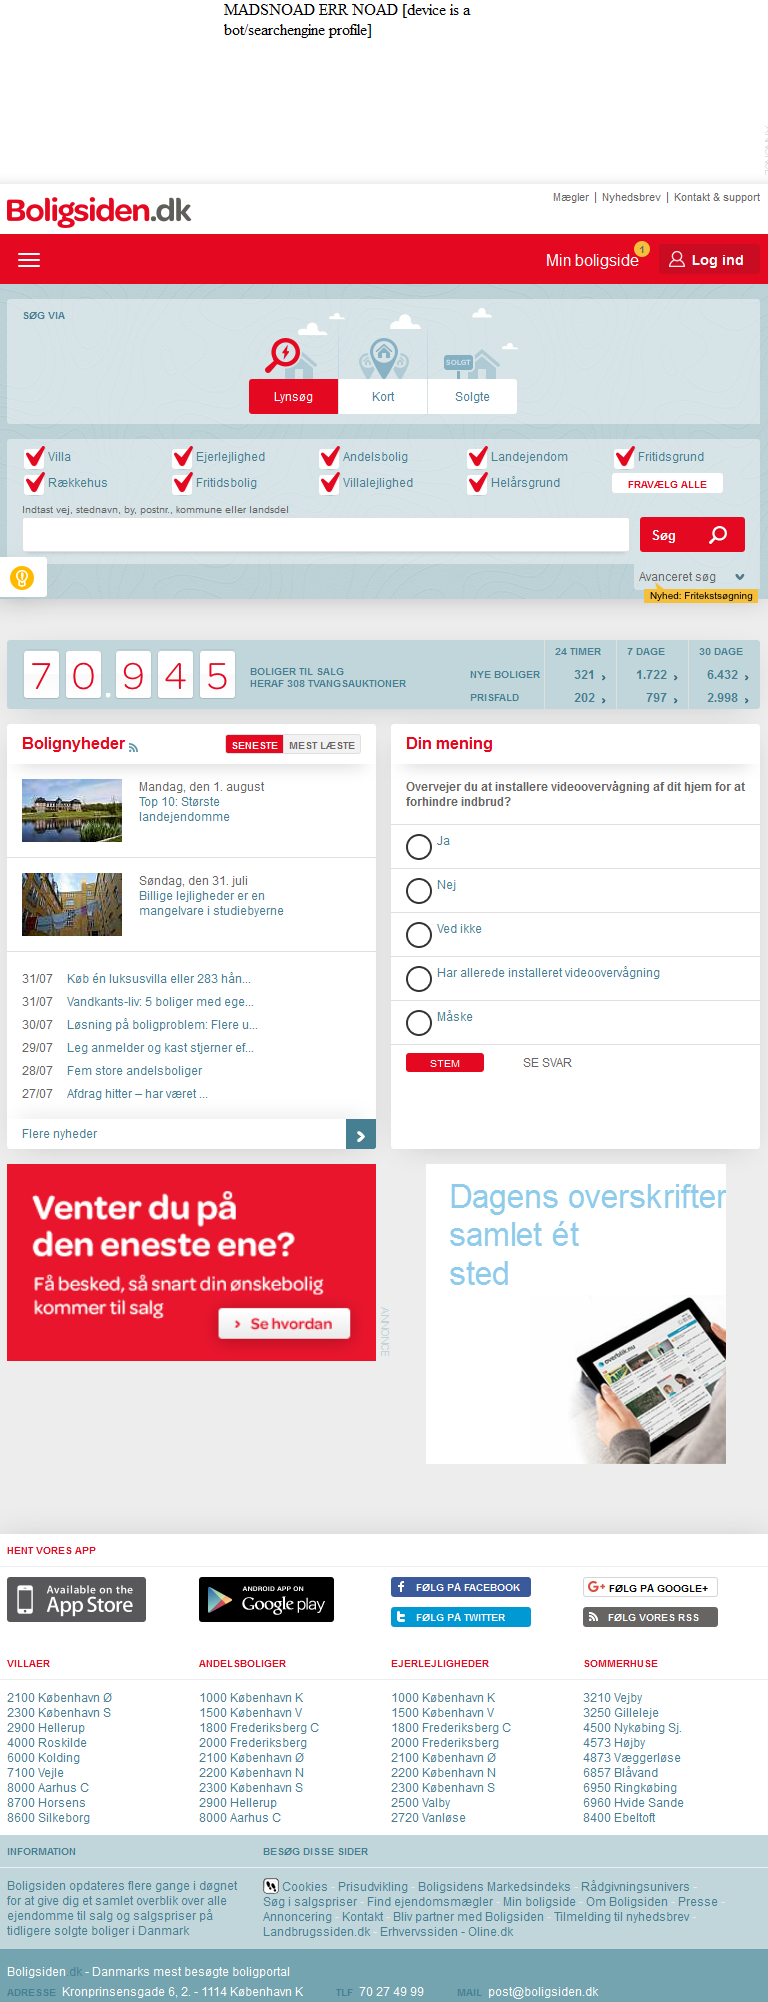 MADSNOAD ERR NOAD [device is a
bot/searchengine profile]
Boligsiden.dk
Mægler | Nyhedsbrev | Kontakt & support
Min boligside 1
Log ind
SØG VIA
SOLGT
Lynsøg Kort Solgte
Villa Ejerlejlighed Andelsbolig Landejendom Fritidsgrund
Rækkehus Fritidsbolig Villalejlighed Helårsgrund FRAVÆLG ALLE
Indtast vej, stednavn, by, postnr., kommune eller landsdel
Søg
Avanceret søg
Nyhed: Fritekstsøgning
70.945
BOLIGER TIL SALG
HERAF 308 TVANGSAUKTIONER
24 TIMER 7 DAGE 30 DAGE
NYE BOLIGER 321 › 1.722 › 6.432 ›
PRISFALD 202 › 797 › 2.998 ›
Bolignyheder
SENESTE MEST LÆSTE
Mandag, den 1. august
Top 10: Største
landejendomme
Søndag, den 31. juli
Billige lejligheder er en
mangelvare i studiebyerne
31/07 Køb én luksusvilla eller 283 hån...
31/07 Vandkants-liv: 5 boliger med ege...
30/07 Løsning på boligproblem: Flere u...
29/07 Leg anmelder og kast stjerner ef...
28/07 Fem store andelsboliger
27/07 Afdrag hitter – har været ...
Flere nyheder
Din mening
Overvejer du at installere videoovervågning af dit hjem for at
forhindre indbrud?
Ja
Nej
Ved ikke
Har allerede installeret videoovervågning
Måske
STEM SE SVAR
Venter du på
den eneste ene?
Få besked, så snart din ønskebolig
kommer til salg
› Se hvordan
ANNONCE
Dagens overskrifter
samlet ét
sted
overblik.nu
HENT VORES APP
Available on the
App Store
ANDROID APP ON
Google play
FØLG PÅ FACEBOOK
FØLG PÅ TWITTER
G+ FØLG PÅ GOOGLE+
FØLG VORES RSS
VILLAER
2100 København Ø
2300 København S
2900 Hellerup
4000 Roskilde
6000 Kolding
7100 Vejle
8000 Aarhus C
8700 Horsens
8600 Silkeborg
ANDELSBOLIGER
1000 København K
1500 København V
1800 Frederiksberg C
2000 Frederiksberg
2100 København Ø
2200 København N
2300 København S
2900 Hellerup
8000 Aarhus C
EJERLEJLIGHEDER
1000 København K
1500 København V
1800 Frederiksberg C
2000 Frederiksberg
2100 København Ø
2200 København N
2300 København S
2500 Valby
2720 Vanløse
SOMMERHUSE
3210 Vejby
3250 Gilleleje
4500 Nykøbing Sj.
4573 Højby
4873 Væggerløse
6857 Blåvand
6950 Ringkøbing
6960 Hvide Sande
8400 Ebeltoft
INFORMATION
Boligsiden opdateres flere gange i døgnet
for at give dig et samlet overblik over alle
ejendomme til salg og salgspriser på
tidligere solgte boliger i Danmark
BESØG DISSE SIDER
Cookies - Prisudvikling - Boligsidens Markedsindeks - Rådgivningsunivers -
Søg i salgspriser - Find ejendomsmægler - Min boligside - Om Boligsiden - Presse -
Annoncering - Kontakt - Bliv partner med Boligsiden - Tilmelding til nyhedsbrev -
Landbrugssiden.dk - Erhvervssiden - Oline.dk
Boligsiden dk - Danmarks mest besøgte boligportal
ADRESSE Kronprinsensgade 6, 2. - 1114 København K TLF 70 27 49 99 MAIL post@boligsiden.dk